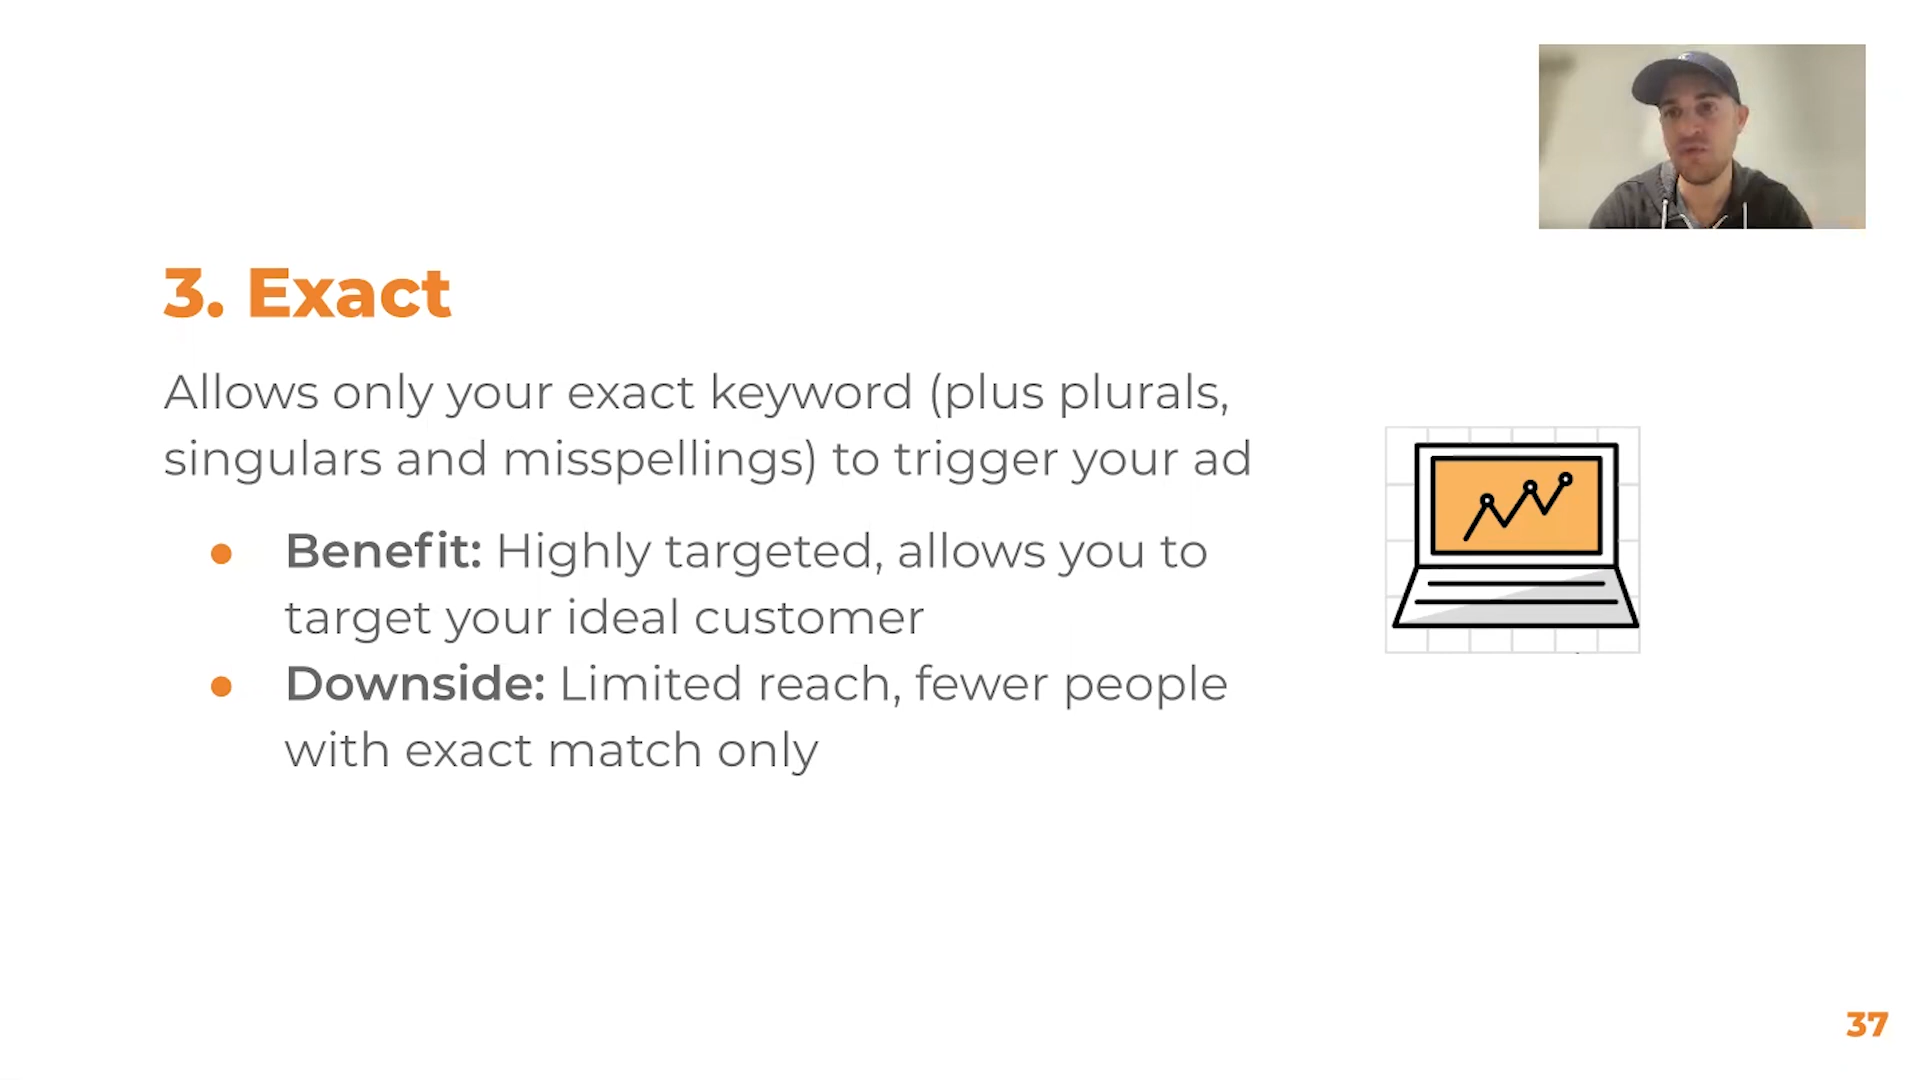 3. Exact
Allows only your exact keyword (plus plurals,
singulars and misspellings) to trigger your ad
● Benefit: Highly targeted, allows you to
target your ideal customer
● Downside: Limited reach, fewer people
with exact match only
37